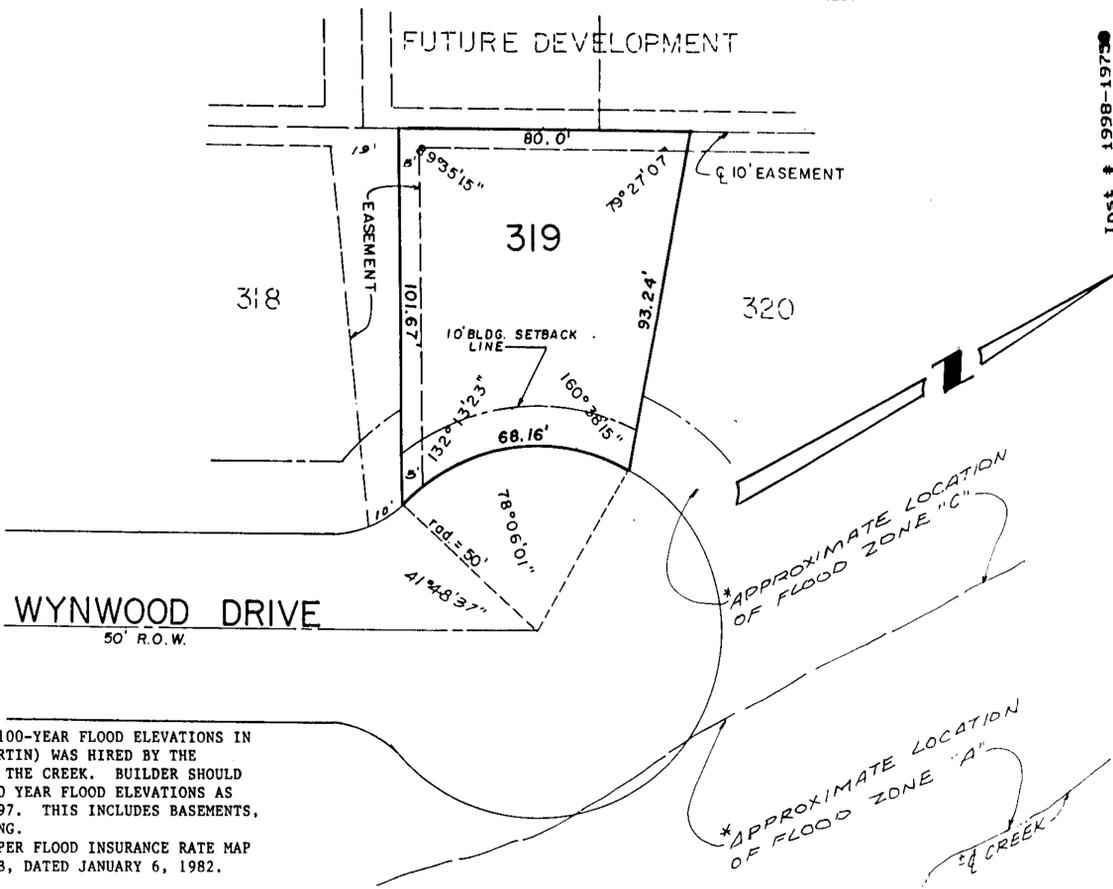 FUTURE DEVELOPMENT
80.0'
19'
5'
89°35'15"
79°27'07"
℄ 10' EASEMENT
EASEMENT
319
318
320
101.67'
93.24'
10' BLDG. SETBACK
LINE
132°13'23"
160°38'15"
68.16'
5'
10'
rad. = 50'
78°06'01"
41°48'37"
WYNWOOD DRIVE
50' R.O.W.
*APPROXIMATE LOCATION
OF FLOOD ZONE "C"
*APPROXIMATE LOCATION
OF FLOOD ZONE "A"
±℄ CREEK
100-YEAR FLOOD ELEVATIONS IN
RTIN) WAS HIRED BY THE
THE CREEK. BUILDER SHOULD
0 YEAR FLOOD ELEVATIONS AS
97. THIS INCLUDES BASEMENTS,
NG.
PER FLOOD INSURANCE RATE MAP
B, DATED JANUARY 6, 1982.
Inst # 1998-19750